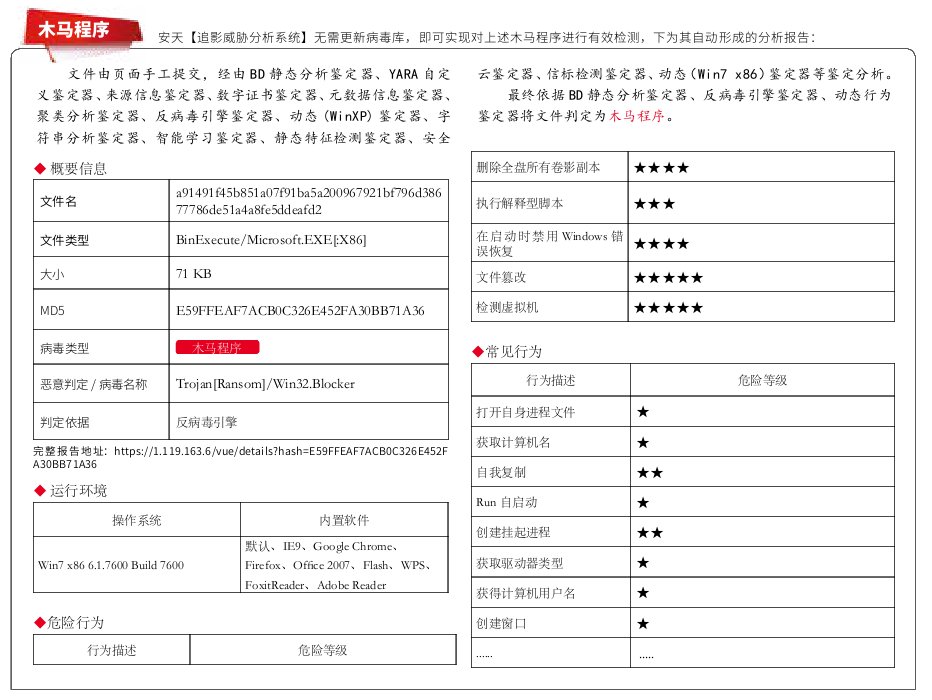 木马程序
安天【追影威胁分析系统】无需更新病毒库，即可实现对上述木马程序进行有效检测，下为其自动形成的分析报告：
文件由页面手工提交，经由 BD 静态分析鉴定器、YARA 自定
义鉴定器、来源信息鉴定器、数字证书鉴定器、元数据信息鉴定器、
聚类分析鉴定器、反病毒引擎鉴定器、动态 (WinXP) 鉴定器、字
符串分析鉴定器、智能学习鉴定器、静态特征检测鉴定器、安全
◆ 概要信息
文件名
a91491f45b851a07f91ba5a200967921bf796d386
77786de51a4a8fe5ddeafd2
文件类型
BinExecute/Microsoft.EXE[:X86]
大小
71 KB
MD5
E59FFEAF7ACB0C326E452FA30BB71A36
病毒类型
木马程序
恶意判定 / 病毒名称
Trojan[Ransom]/Win32.Blocker
判定依据
反病毒引擎
完整报告地址: https://1.119.163.6/vue/details?hash=E59FFEAF7ACB0C326E452F
A30BB71A36
◆ 运行环境
操作系统
内置软件
Win7 x86 6.1.7600 Build 7600
默认、IE9、Google Chrome、
Firefox、Office 2007、Flash、WPS、
FoxitReader、Adobe Reader
◆危险行为
行为描述
危险等级
云鉴定器、信标检测鉴定器、动态 (Win7 x86) 鉴定器等鉴定分析。
最终依据 BD 静态分析鉴定器、反病毒引擎鉴定器、动态行为
鉴定器将文件判定为木马程序。
删除全盘所有卷影副本
★★★★
执行解释型脚本
★★★
在启动时禁用 Windows 错
误恢复
★★★★
文件篡改
★★★★★
检测虚拟机
★★★★★
◆常见行为
行为描述
危险等级
打开自身进程文件
★
获取计算机名
★
自我复制
★★
Run 自启动
★
创建挂起进程
★★
获取驱动器类型
★
获得计算机用户名
★
创建窗口
★
......
.....